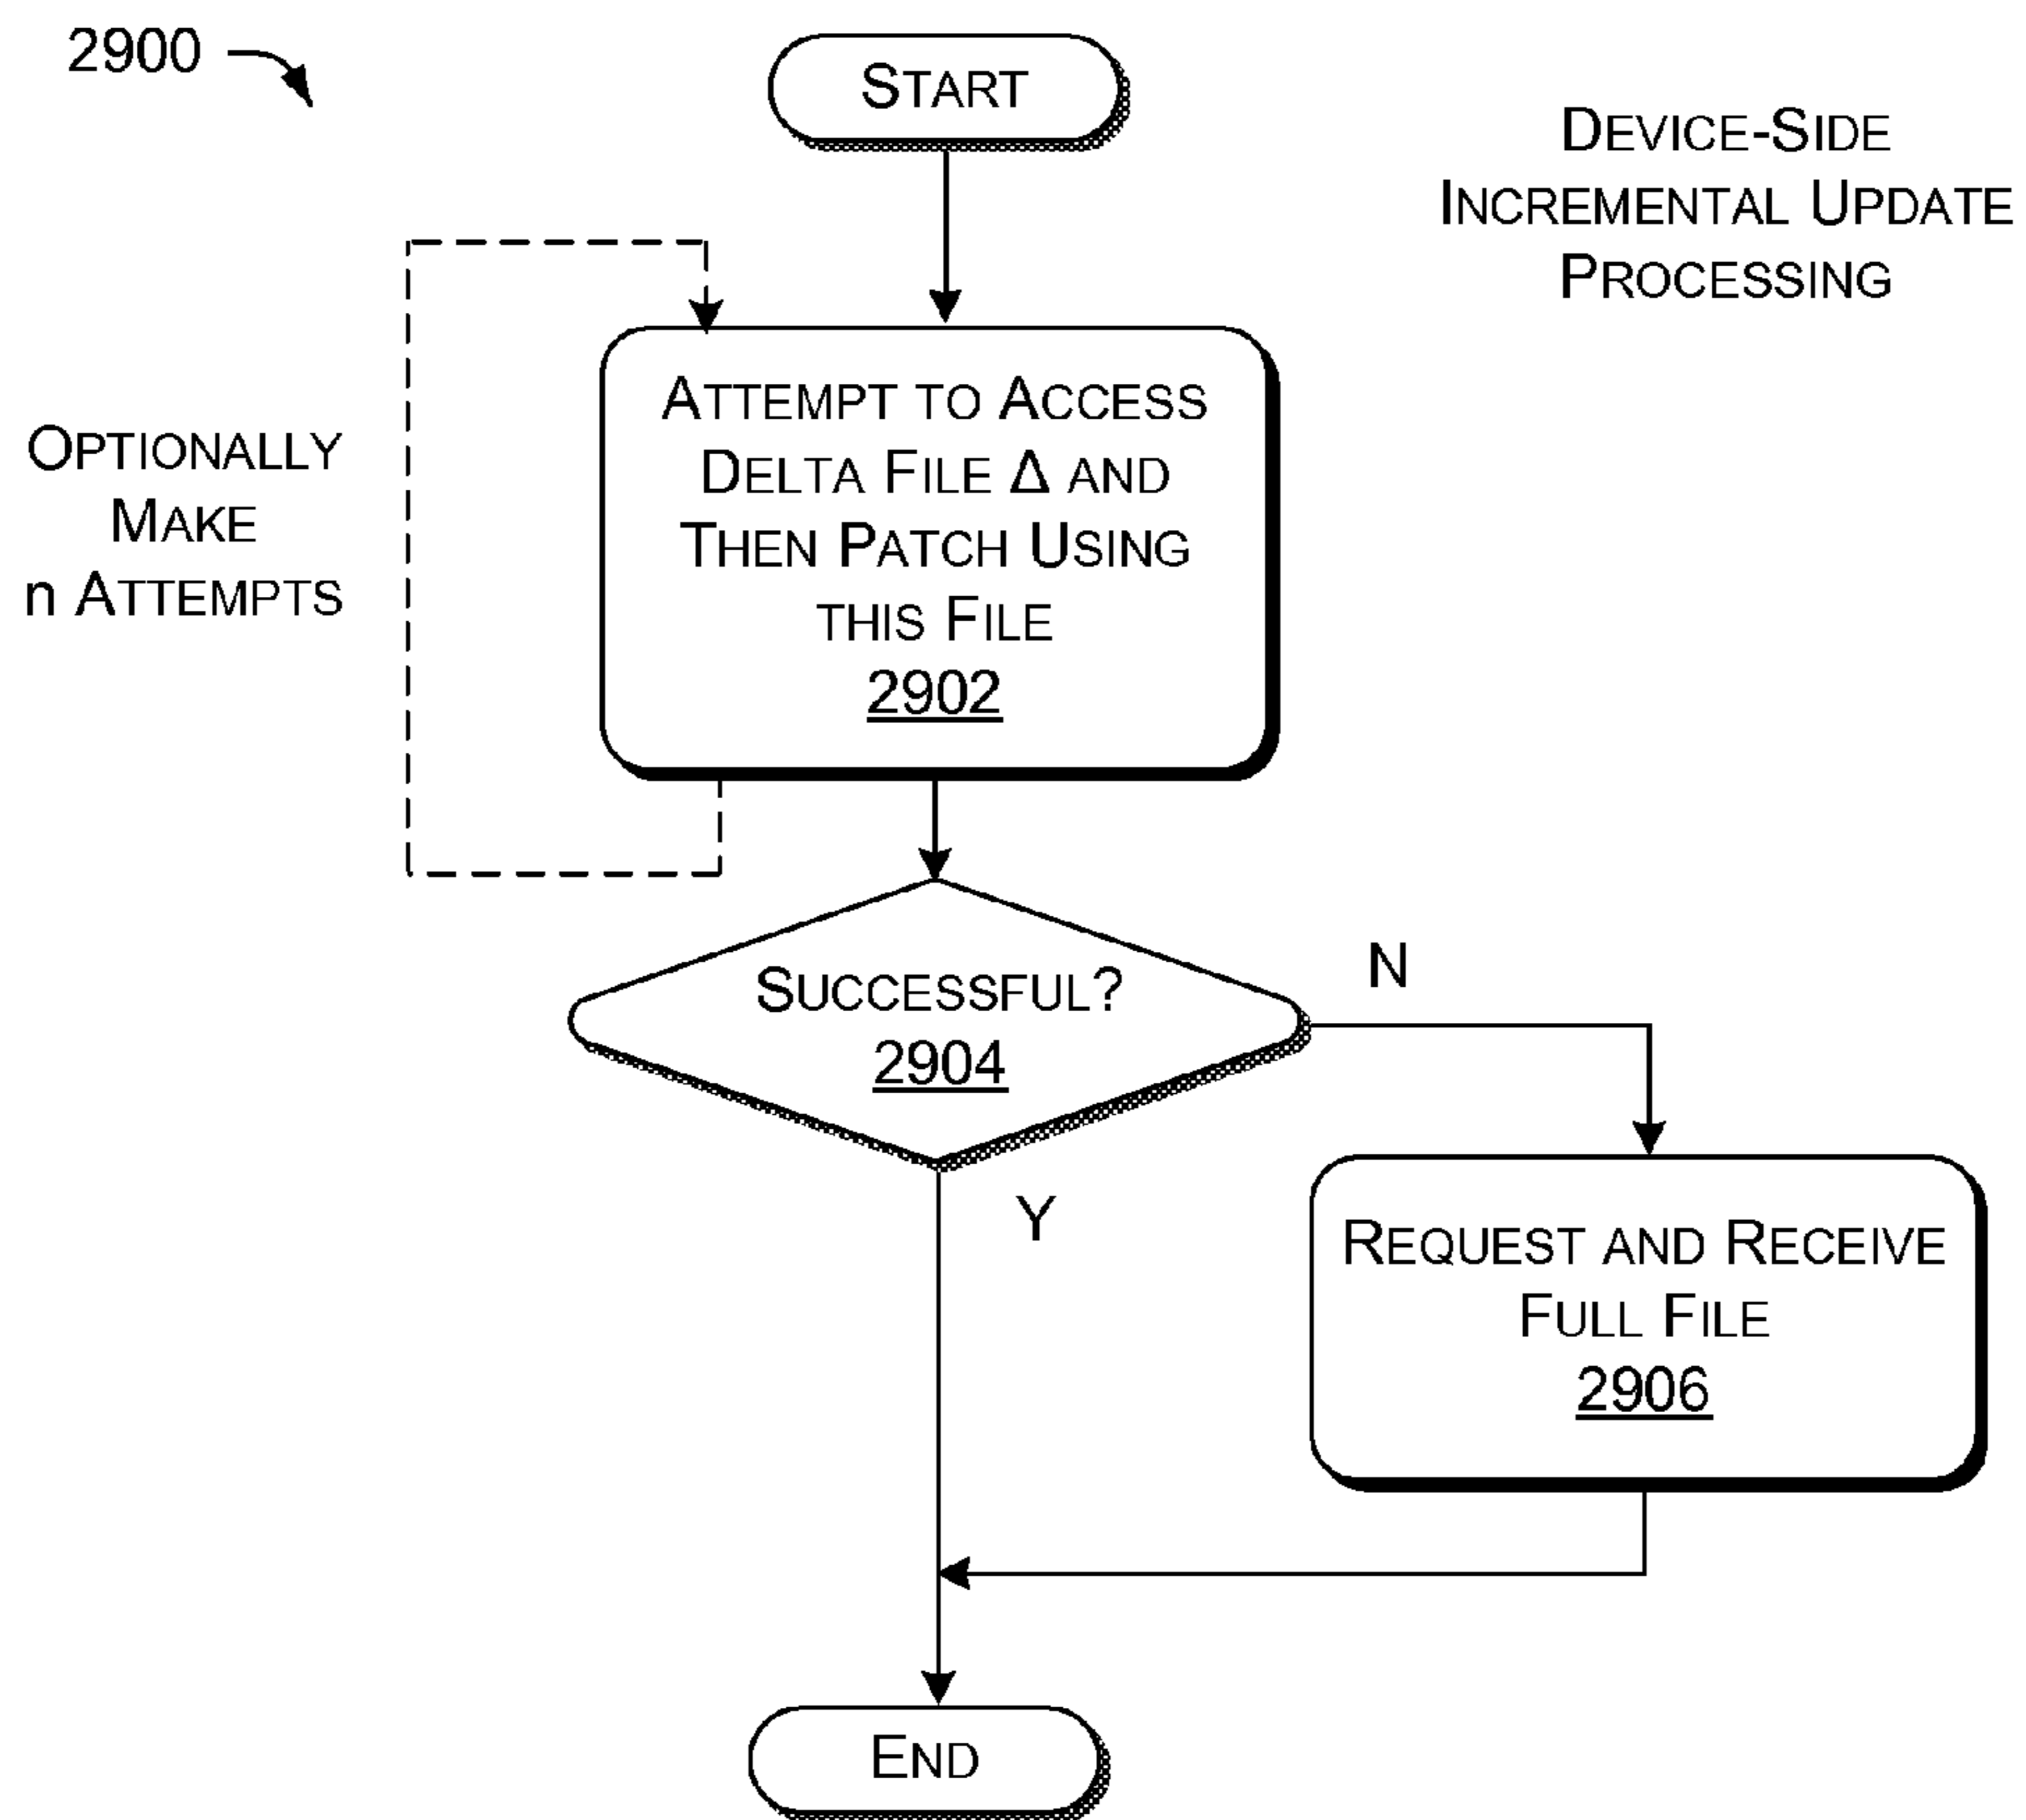 2900
START
DEVICE-SIDE
INCREMENTAL UPDATE
PROCESSING
OPTIONALLY
MAKE
n ATTEMPTS
ATTEMPT TO ACCESS
DELTA FILE Δ AND
THEN PATCH USING
THIS FILE
2902
SUCCESSFUL?
2904
N
Y
REQUEST AND RECEIVE
FULL FILE
2906
END